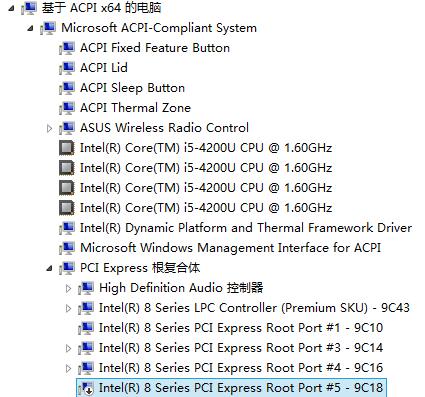 基于 ACPI x64 的电脑
Microsoft ACPI-Compliant System
ACPI Fixed Feature Button
ACPI Lid
ACPI Sleep Button
ACPI Thermal Zone
ASUS Wireless Radio Control
Intel(R) Core(TM) i5-4200U CPU @ 1.60GHz
Intel(R) Core(TM) i5-4200U CPU @ 1.60GHz
Intel(R) Core(TM) i5-4200U CPU @ 1.60GHz
Intel(R) Core(TM) i5-4200U CPU @ 1.60GHz
Intel(R) Dynamic Platform and Thermal Framework Driver
Microsoft Windows Management Interface for ACPI
PCI Express 根复合体
High Definition Audio 控制器
Intel(R) 8 Series LPC Controller (Premium SKU) - 9C43
Intel(R) 8 Series PCI Express Root Port #1 - 9C10
Intel(R) 8 Series PCI Express Root Port #3 - 9C14
Intel(R) 8 Series PCI Express Root Port #4 - 9C16
Intel(R) 8 Series PCI Express Root Port #5 - 9C18